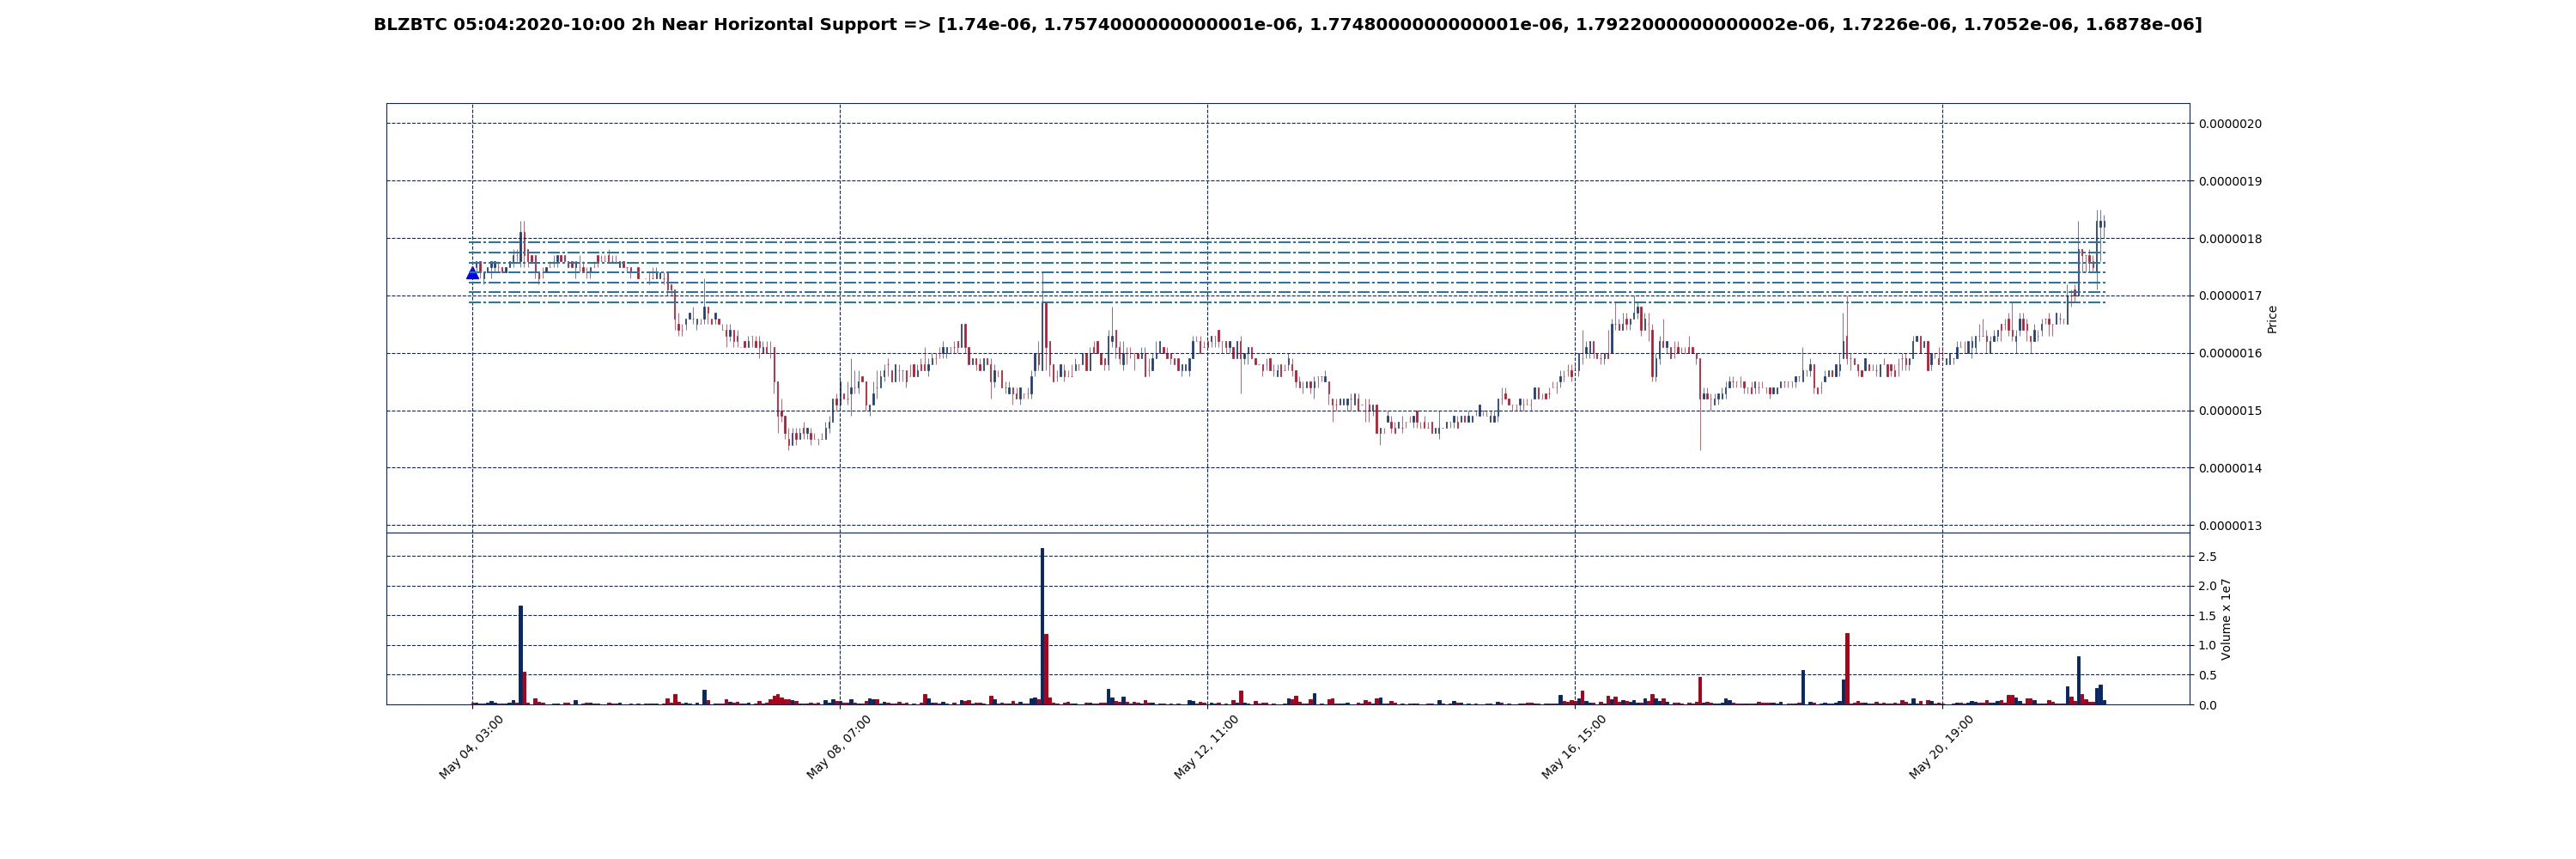 BLZBTC 05:04:2020-10:00 2h Near Horizontal Support => [1.74e-06, 1.7574000000000001e-06, 1.7748000000000001e-06, 1.7922000000000002e-06, 1.7226e-06, 1.7052e-06, 1.6878e-06]
0.0000020
0.0000019
0.0000018
0.0000017
0.0000016
0.0000015
0.0000014
0.0000013
Price
2.5
2.0
1.5
1.0
0.5
0.0
Volume x 1e7
May 04, 03:00
May 08, 07:00
May 12, 11:00
May 16, 15:00
May 20, 19:00